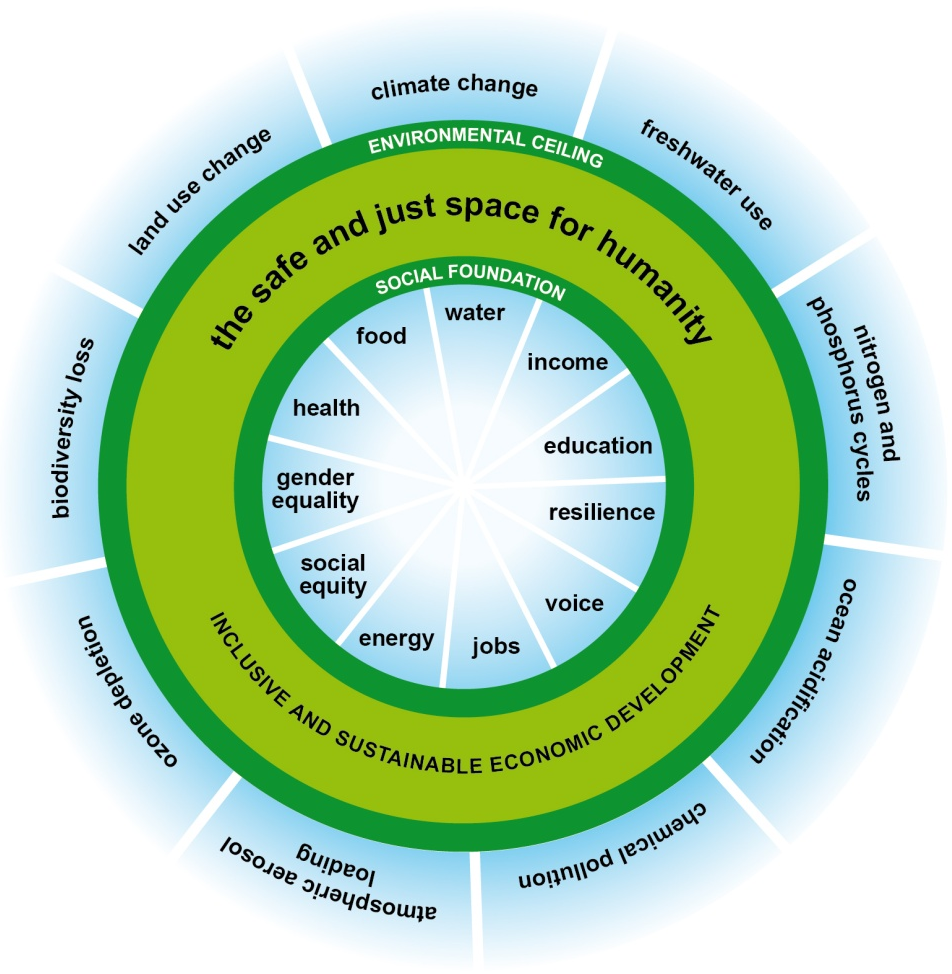 climate change
freshwater use
nitrogen and
phosphorus cycles
ocean acidification
chemical pollution
atmospheric aerosol
loading
ozone depletion
biodiversity loss
land use change
ENVIRONMENTAL CEILING
the safe and just space for humanity
SOCIAL FOUNDATION
water
income
education
resilience
voice
jobs
energy
social
equity
gender
equality
health
food
INCLUSIVE AND SUSTAINABLE ECONOMIC DEVELOPMENT